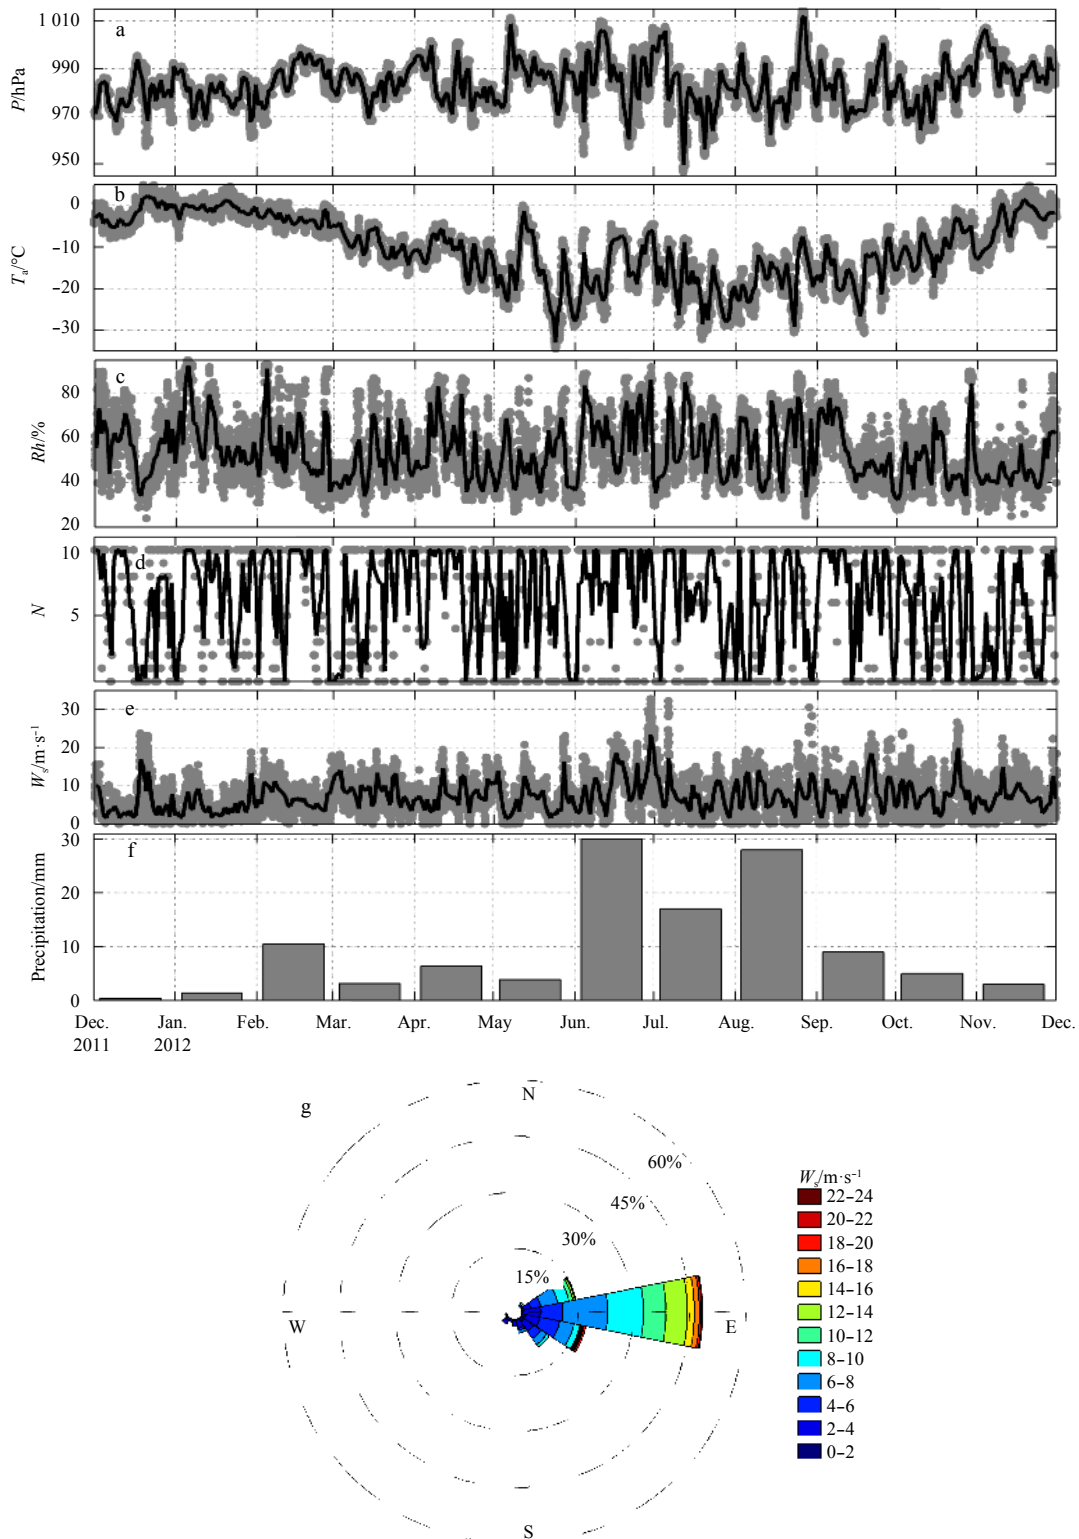 a
P/hPa
1 010
990
970
950
b
Ta/°C
0
-10
-20
-30
c
Rh/%
80
60
40
20
d
N
10
5
e
Ws/m·s⁻¹
30
20
10
0
f
Precipitation/mm
30
20
10
0
Dec. Jan. Feb. Mar. Apr. May Jun. Jul. Aug. Sep. Oct. Nov. Dec.
2011 2012
g
N
60%
45%
30%
15%
W
E
S
Ws/m·s⁻¹
22-24
20-22
18-20
16-18
14-16
12-14
10-12
8-10
6-8
4-6
2-4
0-2